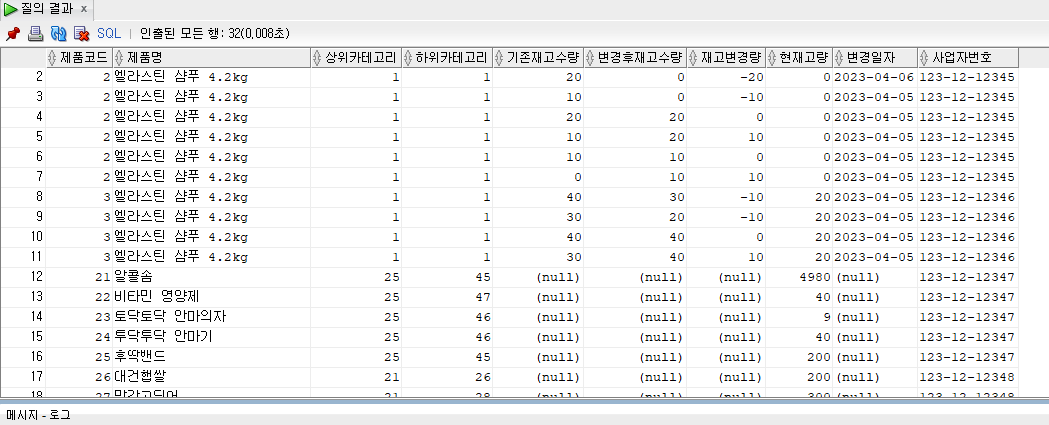 질의 결과 x
SQL | 인출된 모든 행: 32(0,008초)
제품코드 제품명 상위카테고리 하위카테고리 기존재고수량 변경후재고수량 재고변경량 현재고량 변경일자 사업자번호
2 2 엘라스틴 샴푸 4.2kg 1 1 20 0 -20 0 2023-04-06 123-12-12345
3 2 엘라스틴 샴푸 4.2kg 1 1 10 0 -10 0 2023-04-05 123-12-12345
4 2 엘라스틴 샴푸 4.2kg 1 1 20 20 0 0 2023-04-05 123-12-12345
5 2 엘라스틴 샴푸 4.2kg 1 1 10 20 10 0 2023-04-05 123-12-12345
6 2 엘라스틴 샴푸 4.2kg 1 1 10 10 0 0 2023-04-05 123-12-12345
7 2 엘라스틴 샴푸 4.2kg 1 1 0 10 10 0 2023-04-05 123-12-12345
8 3 엘라스틴 샴푸 4.2kg 1 1 40 30 -10 20 2023-04-05 123-12-12346
9 3 엘라스틴 샴푸 4.2kg 1 1 30 20 -10 20 2023-04-05 123-12-12346
10 3 엘라스틴 샴푸 4.2kg 1 1 40 40 0 20 2023-04-05 123-12-12346
11 3 엘라스틴 샴푸 4.2kg 1 1 30 40 10 20 2023-04-05 123-12-12346
12 21 알콜솜 25 45 (null) (null) (null) 4980 (null) 123-12-12347
13 22 비타민 영양제 25 47 (null) (null) (null) 40 (null) 123-12-12347
14 23 토닥토닥 안마의자 25 46 (null) (null) (null) 9 (null) 123-12-12347
15 24 투닥투닥 안마기 25 46 (null) (null) (null) 40 (null) 123-12-12347
16 25 후딱밴드 25 45 (null) (null) (null) 200 (null) 123-12-12347
17 26 대건햅쌀 21 26 (null) (null) (null) 200 (null) 123-12-12348
18 27 21 28 (null) (null) (null) 300 (null) 123-12-12348
메시지 - 로그